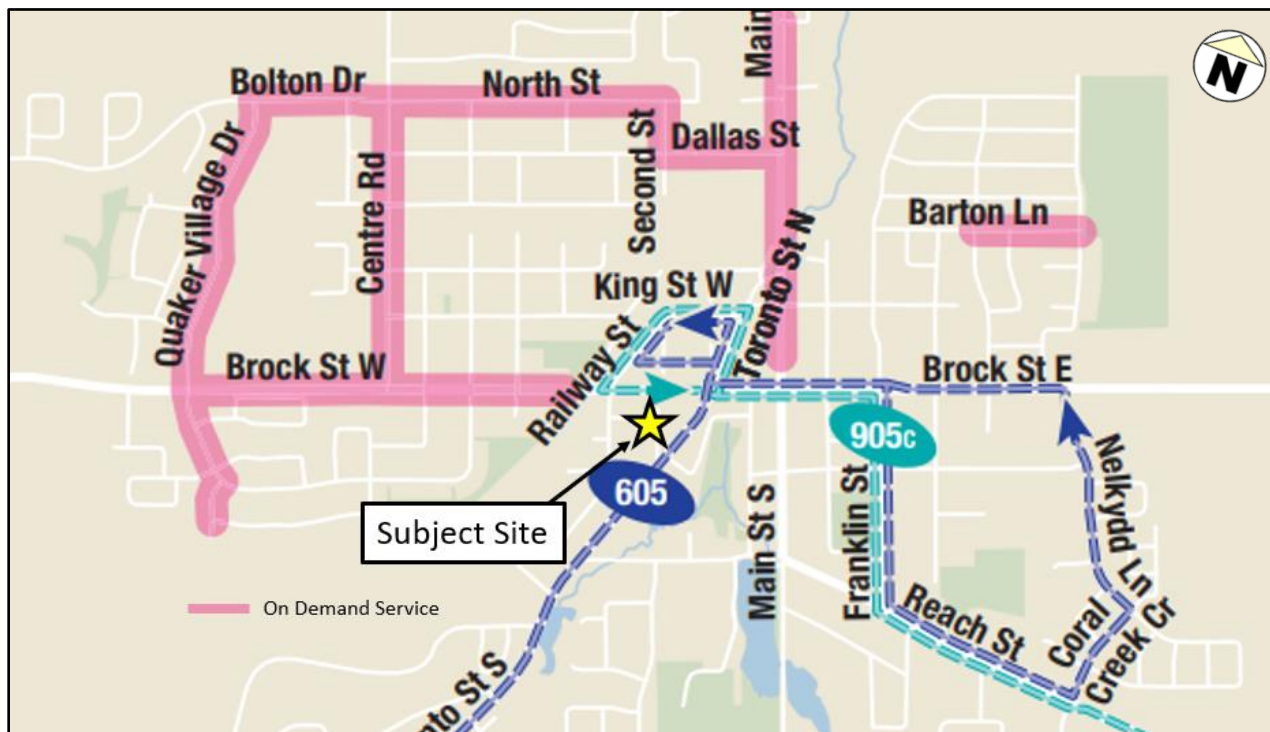 Main
N
Bolton Dr
North St
Second St
Dallas St
Quaker Village Dr
Centre Rd
Toronto St N
Barton Ln
King St W
Brock St W
Railway St
Brock St E
905C
605
Subject Site
Main St S
Franklin St
Nelkydd Ln
On Demand Service
Reach St
Coral
Creek Cr
nto St S